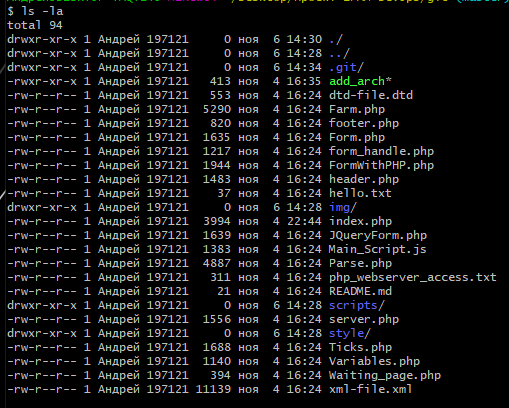 $ ls -la
total 94
drwxr-xr-x 1 Андрей 197121     0 ноя  6 14:30 ./
drwxr-xr-x 1 Андрей 197121     0 ноя  6 14:28 ../
drwxr-xr-x 1 Андрей 197121     0 ноя  6 14:34 .git/
-rwxr-xr-x 1 Андрей 197121   413 ноя  4 16:35 add_arch*
-rw-r--r-- 1 Андрей 197121   553 ноя  4 16:24 dtd-file.dtd
-rw-r--r-- 1 Андрей 197121  5290 ноя  4 16:24 Farm.php
-rw-r--r-- 1 Андрей 197121   820 ноя  4 16:24 footer.php
-rw-r--r-- 1 Андрей 197121  1635 ноя  4 16:24 Form.php
-rw-r--r-- 1 Андрей 197121  1217 ноя  4 16:24 form_handle.php
-rw-r--r-- 1 Андрей 197121  1944 ноя  4 16:24 FormWithPHP.php
-rw-r--r-- 1 Андрей 197121  1483 ноя  4 16:24 header.php
-rw-r--r-- 1 Андрей 197121    37 ноя  4 16:24 hello.txt
drwxr-xr-x 1 Андрей 197121     0 ноя  6 14:28 img/
-rw-r--r-- 1 Андрей 197121  3994 ноя  4 22:44 index.php
-rw-r--r-- 1 Андрей 197121  1639 ноя  4 16:24 JQueryForm.php
-rw-r--r-- 1 Андрей 197121  1383 ноя  4 16:24 Main_Script.js
-rw-r--r-- 1 Андрей 197121  4887 ноя  4 16:24 Parse.php
-rw-r--r-- 1 Андрей 197121   311 ноя  4 16:24 php_webserver_access.txt
-rw-r--r-- 1 Андрей 197121    21 ноя  4 16:24 README.md
drwxr-xr-x 1 Андрей 197121     0 ноя  6 14:28 scripts/
-rw-r--r-- 1 Андрей 197121  1556 ноя  4 16:24 server.php
drwxr-xr-x 1 Андрей 197121     0 ноя  6 14:28 style/
-rw-r--r-- 1 Андрей 197121  1688 ноя  4 16:24 Ticks.php
-rw-r--r-- 1 Андрей 197121  1140 ноя  4 16:24 Variables.php
-rw-r--r-- 1 Андрей 197121   394 ноя  4 16:24 Waiting_page.php
-rw-r--r-- 1 Андрей 197121 11139 ноя  4 16:24 xml-file.xml